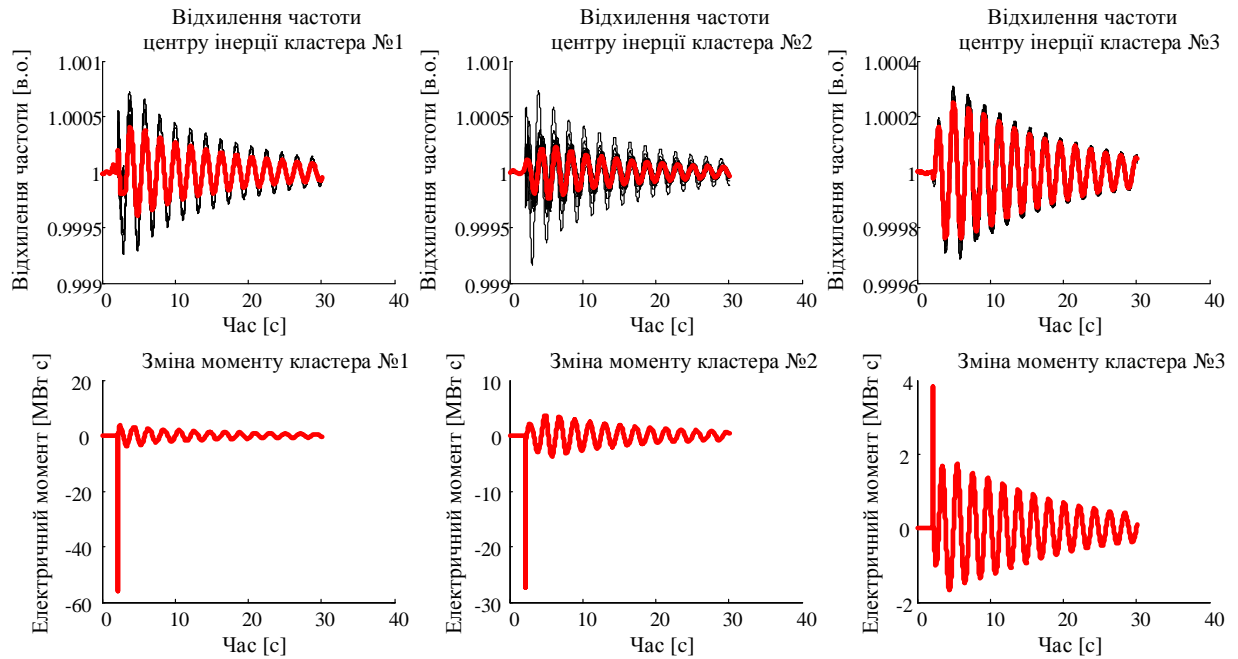 Відхилення частоти
центру інерції кластера №1
Відхилення частоти
центру інерції кластера №2
Відхилення частоти
центру інерції кластера №3
Відхилення частоти [в.о.]
1.001
1.0005
1
0.9995
0.999
0 10 20 30 40
Час [с]
Відхилення частоти [в.о.]
1.001
1.0005
1
0.9995
0.999
0 10 20 30 40
Час [с]
Відхилення частоти [в.о.]
1.0004
1.0002
1
0.9998
0.9996
0 10 20 30 40
Час [с]
Зміна моменту кластера №1
Електричний момент [МВт с]
20
0
-20
-40
-60
0 10 20 30 40
Час [с]
Зміна моменту кластера №2
Електричний момент [МВт с]
10
0
-10
-20
-30
0 10 20 30 40
Час [с]
Зміна моменту кластера №3
Електричний момент [МВт с]
4
2
0
-2
0 10 20 30 40
Час [с]